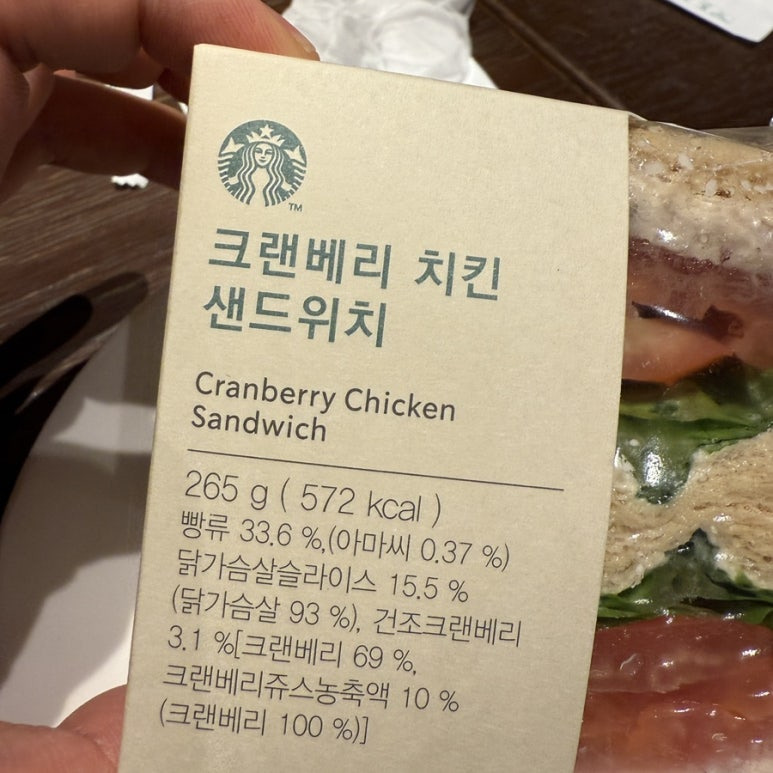 TM
크랜베리 치킨
샌드위치
Cranberry Chicken
Sandwich
265 g ( 572 kcal )
빵류 33.6 %,(아마씨 0.37 %)
닭가슴살슬라이스 15.5 %
(닭가슴살 93 %), 건조크랜베리
3.1 %[크랜베리 69 %,
크랜베리쥬스농축액 10 %
(크랜베리 100 %)]